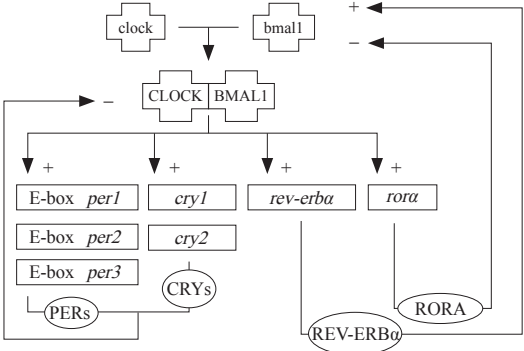 clock bmal1 +
−
CLOCK BMAL1
−
+ + + +
E-box per1 cry1 rev-erbα rorα
E-box per2 cry2
E-box per3
CRYs
PERs RORA
REV-ERBα